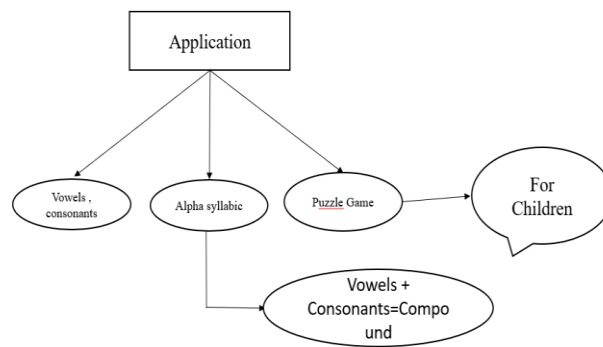 Application
Vowels ,
consonants
Alpha syllabic
Puzzle Game
For
Children
Vowels +
Consonants=Compo
und